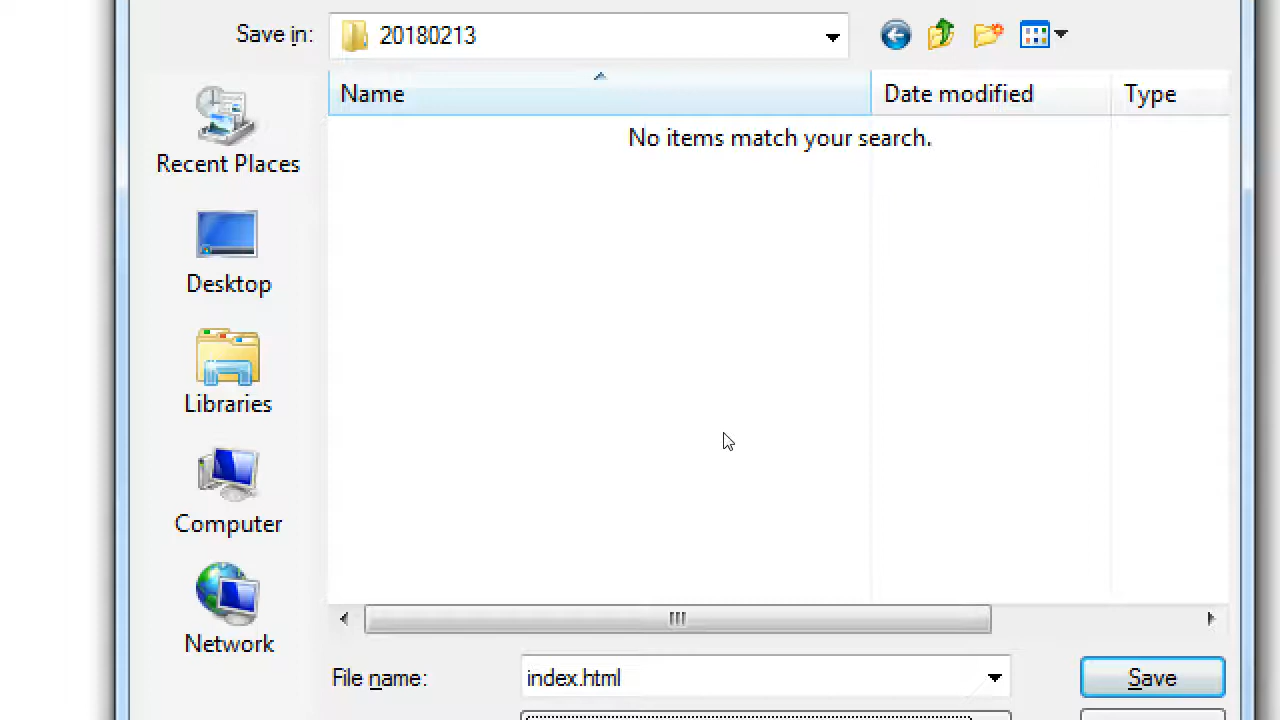 Save in: 20180213
Name Date modified Type
No items match your search.
Recent Places
Desktop
Libraries
Computer
Network
File name: index.html Save